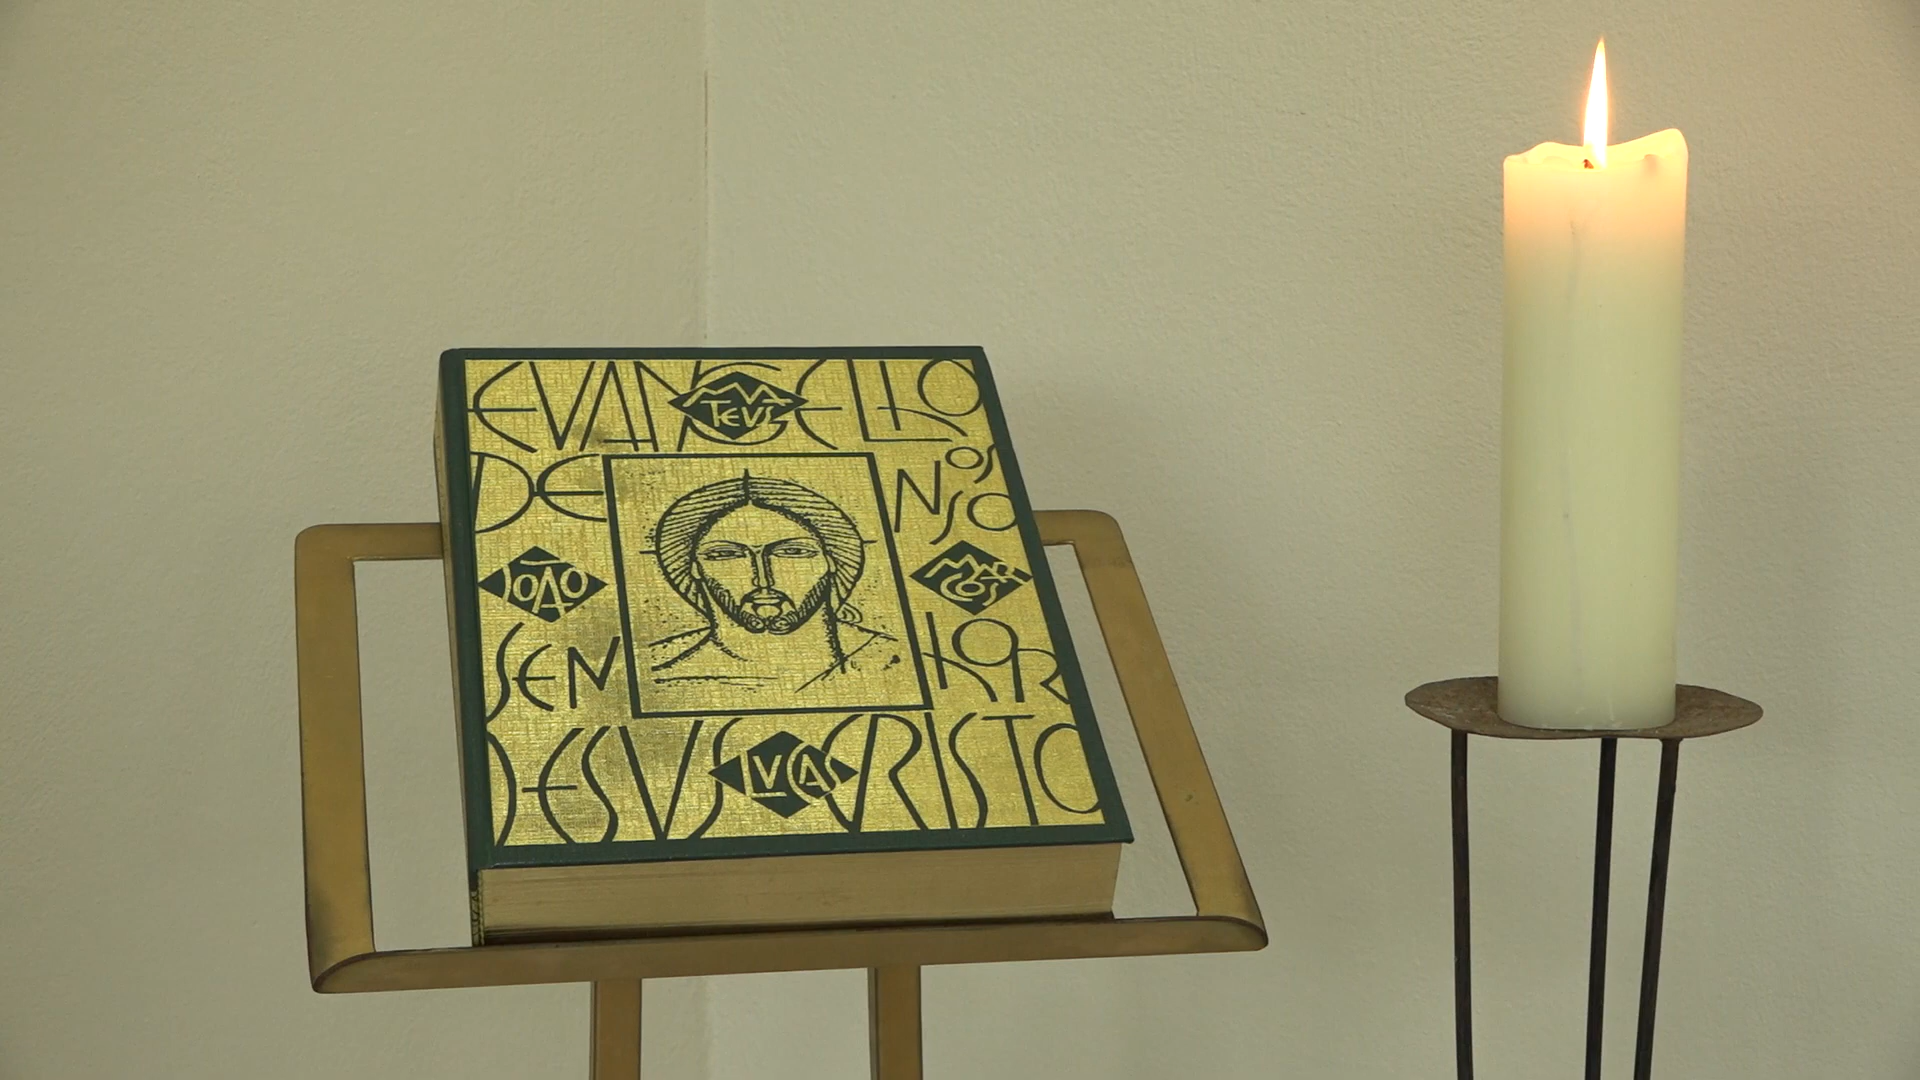 EVANGELHO
MATEUS
DE NOSSO
JOÃO
MARCOS
SENHOR
JESUS CRISTO
LUCAS